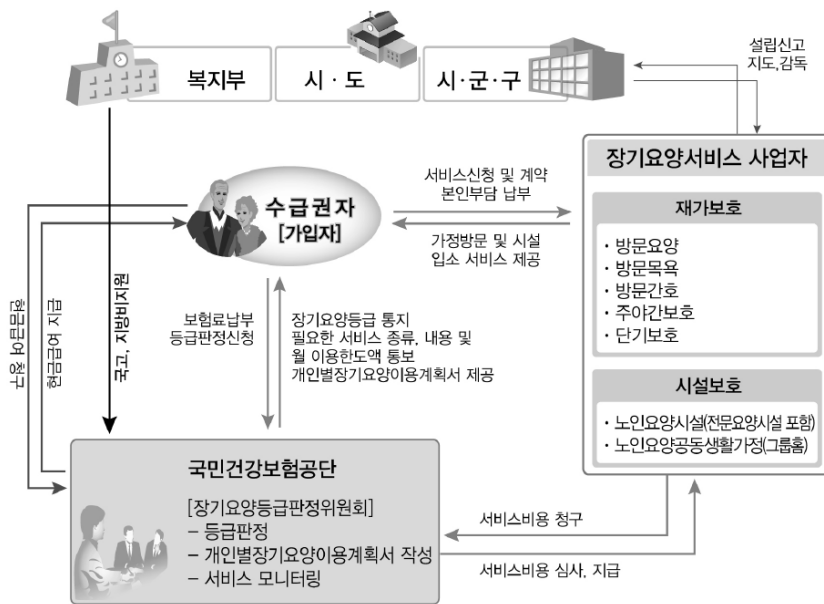 복지부
시·도
시·군·구
설립신고
지도,감독
수급권자
[가입자]
서비스신청 및 계약
본인부담 납부
가정방문 및 시설
입소 서비스 제공
장기요양서비스 사업자
재가보호
· 방문요양
· 방문목욕
· 방문간호
· 주야간보호
· 단기보호
시설보호
· 노인요양시설(전문요양시설 포함)
· 노인요양공동생활가정(그룹홈)
현금급여 청구
현금급여 지급
국고, 지방비지원
보험료납부
등급판정신청
장기요양등급 통지
필요한 서비스 종류, 내용 및
월 이용한도액 통보
개인별장기요양이용계획서 제공
국민건강보험공단
[장기요양등급판정위원회]
– 등급판정
– 개인별장기요양이용계획서 작성
– 서비스 모니터링
서비스비용 청구
서비스비용 심사, 지급